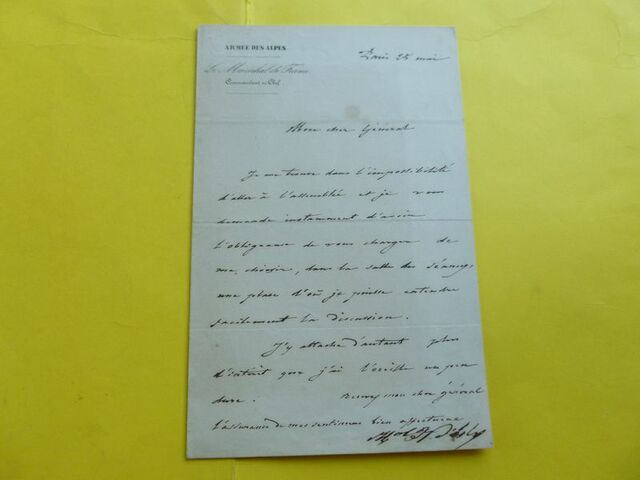 ARMÉE DES ALPES.
Paris 25 mai
Le Maréchal de France
Commandant en Chef.
Mon cher Général
Je me trouve dans l'impossibilité
d'aller à l'assemblée et je vous
demande instamment d'avoir
l'obligeance de vous charger de
me choisir, dans la salle des séances,
une place d'où je puisse entendre
facilement la discussion.
J'y attache d'autant plus
d'intérêt que j'ai l'oreille un peu
dure. Recevez mon cher général
l'assurance de mes sentimens bien affectueux